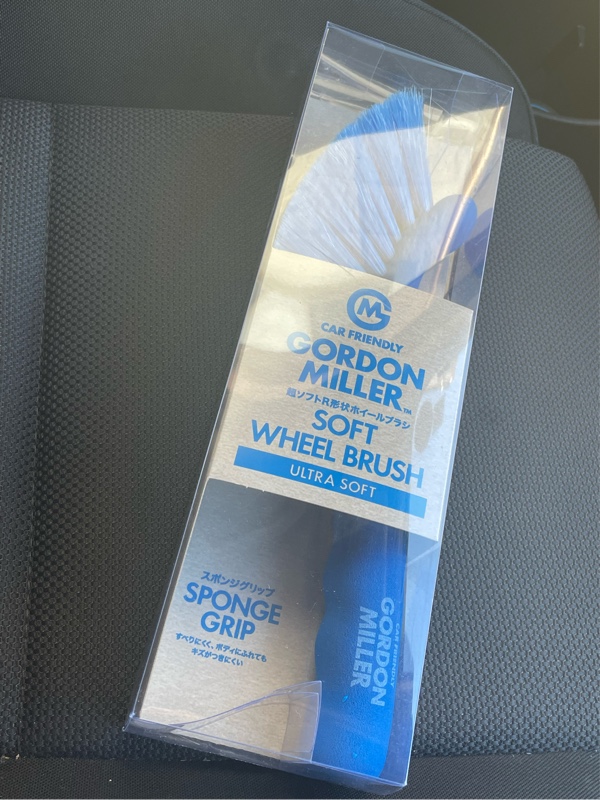 GM
CAR FRIENDLY
GORDON
MILLER™
超ソフトR形状ホイールブラシ
SOFT
WHEEL BRUSH
ULTRA SOFT
スポンジグリップ
SPONGE
GRIP
すべりにくく、ボディにふれても
キズがつきにくい
CAR FRIENDLY
GORDON
MILLER